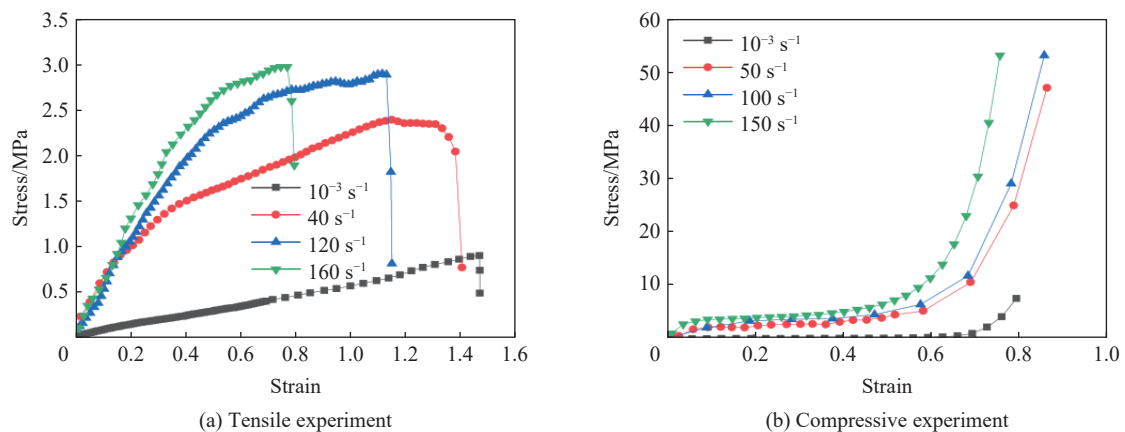 3.5
3.0
2.5
2.0
1.5
1.0
0.5
0
Stress/MPa
10⁻³ s⁻¹
40 s⁻¹
120 s⁻¹
160 s⁻¹
0.2 0.4 0.6 0.8 1.0 1.2 1.4 1.6
Strain
(a) Tensile experiment
60
50
40
30
20
10
0
Stress/MPa
10⁻³ s⁻¹
50 s⁻¹
100 s⁻¹
150 s⁻¹
0.2 0.4 0.6 0.8 1.0
Strain
(b) Compressive experiment